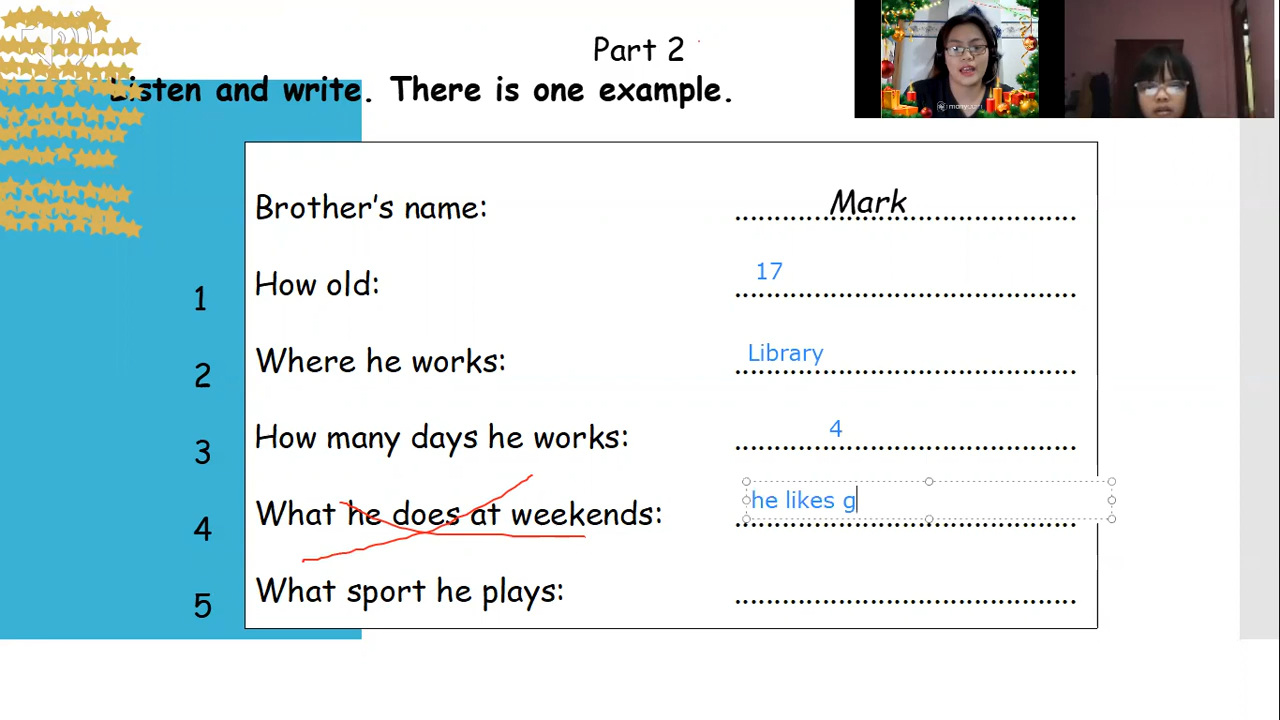 Part 2
Listen and write. There is one example.
Brother's name: Mark
1 How old: 17
2 Where he works: Library
3 How many days he works: 4
4 What he does at weekends: he likes g
5 What sport he plays: